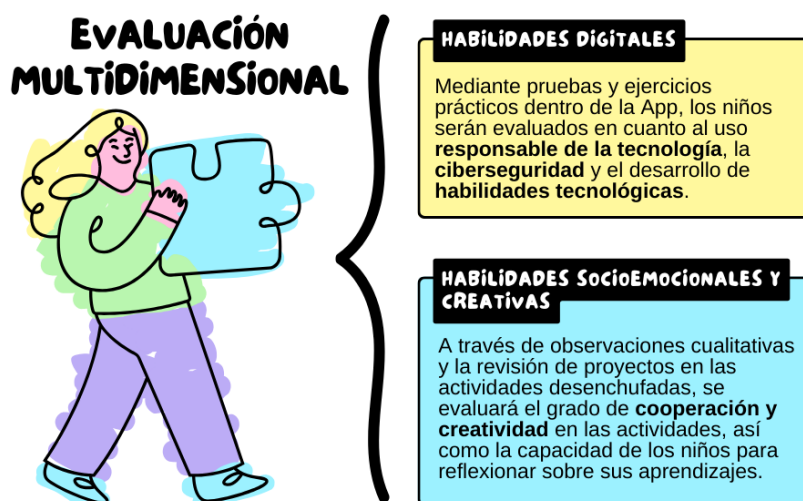 EVALUACIÓN
MULTIDIMENSIONAL
HABILIDADES DIGITALES
Mediante pruebas y ejercicios
prácticos dentro de la App, los niños
serán evaluados en cuanto al uso
responsable de la tecnología, la
ciberseguridad y el desarrollo de
habilidades tecnológicas.
HABILIDADES SOCIOEMOCIONALES Y
CREATIVAS
A través de observaciones cualitativas
y la revisión de proyectos en las
actividades desenchufadas, se
evaluará el grado de cooperación y
creatividad en las actividades, así
como la capacidad de los niños para
reflexionar sobre sus aprendizajes.